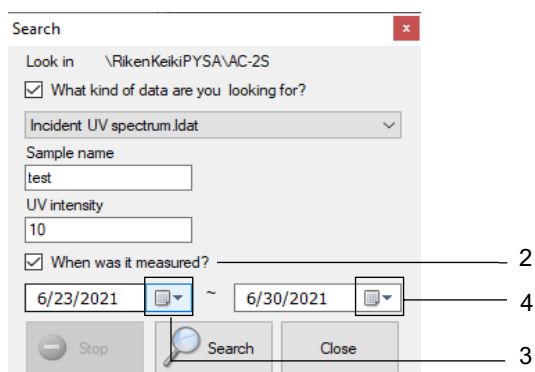 Search
Look in \RikenKeikiPYSA\AC-2S
What kind of data are you looking for?
Incident UV spectrum.ldat
Sample name
test
UV intensity
10
When was it measured? 2
6/23/2021 ~ 6/30/2021 4
Stop Search Close 3